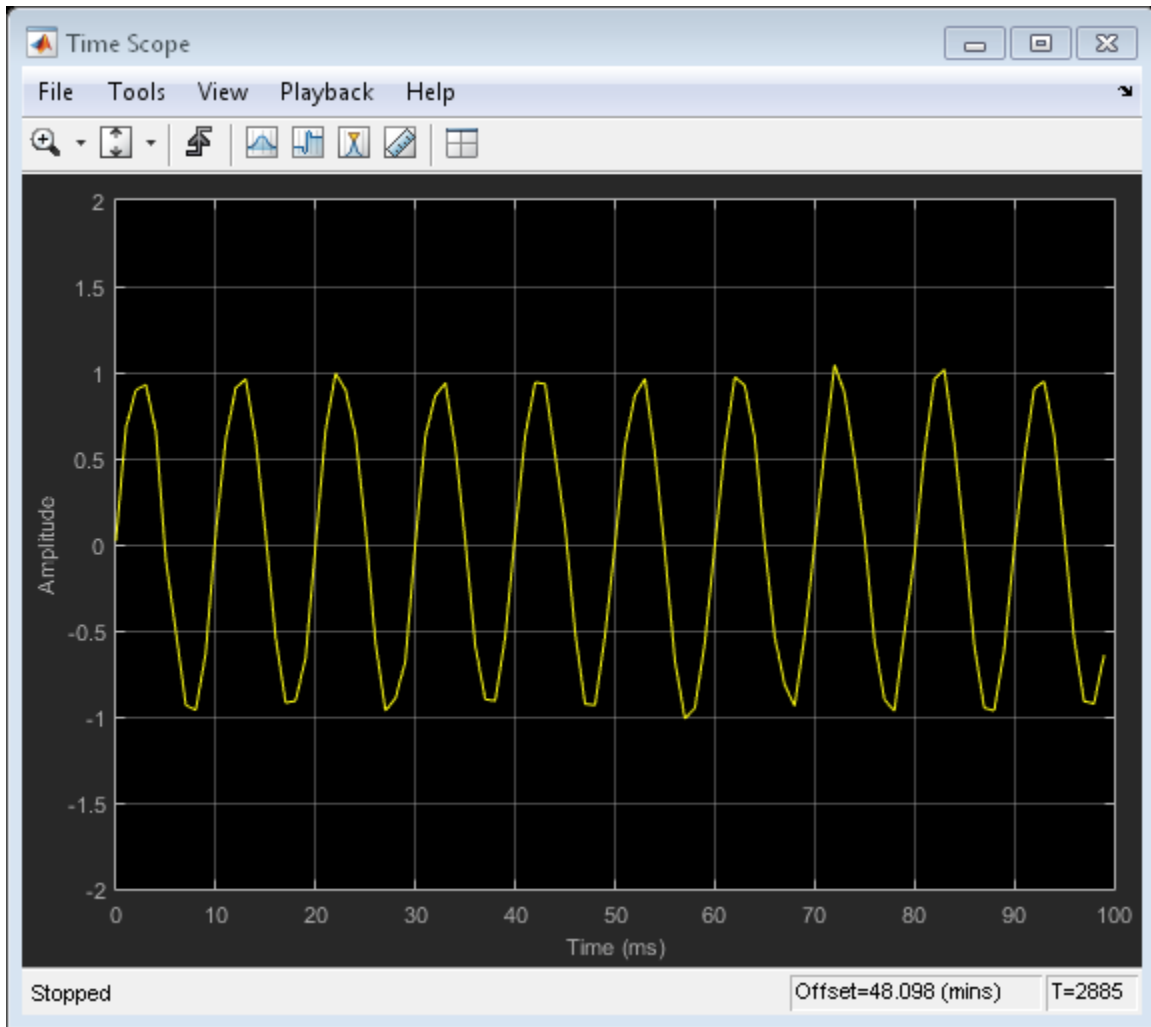 Time Scope
File Tools View Playback Help
2
1.5
1
0.5
0
-0.5
-1
-1.5
-2
Amplitude
0 10 20 30 40 50 60 70 80 90 100
Time (ms)
Stopped Offset=48.098 (mins) T=2885